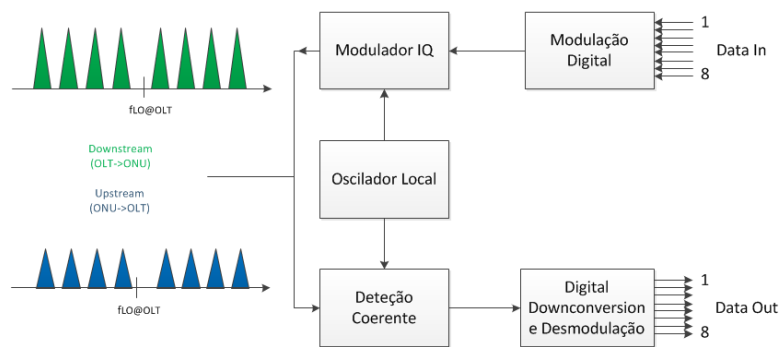 Modulador IQ
Modulação
Digital
1
Data In
8
fLO@OLT
Downstream
(OLT->ONU)
Oscilador Local
Upstream
(ONU->OLT)
fLO@OLT
Deteção
Coerente
Digital
Downconversion
e Desmodulação
1
Data Out
8